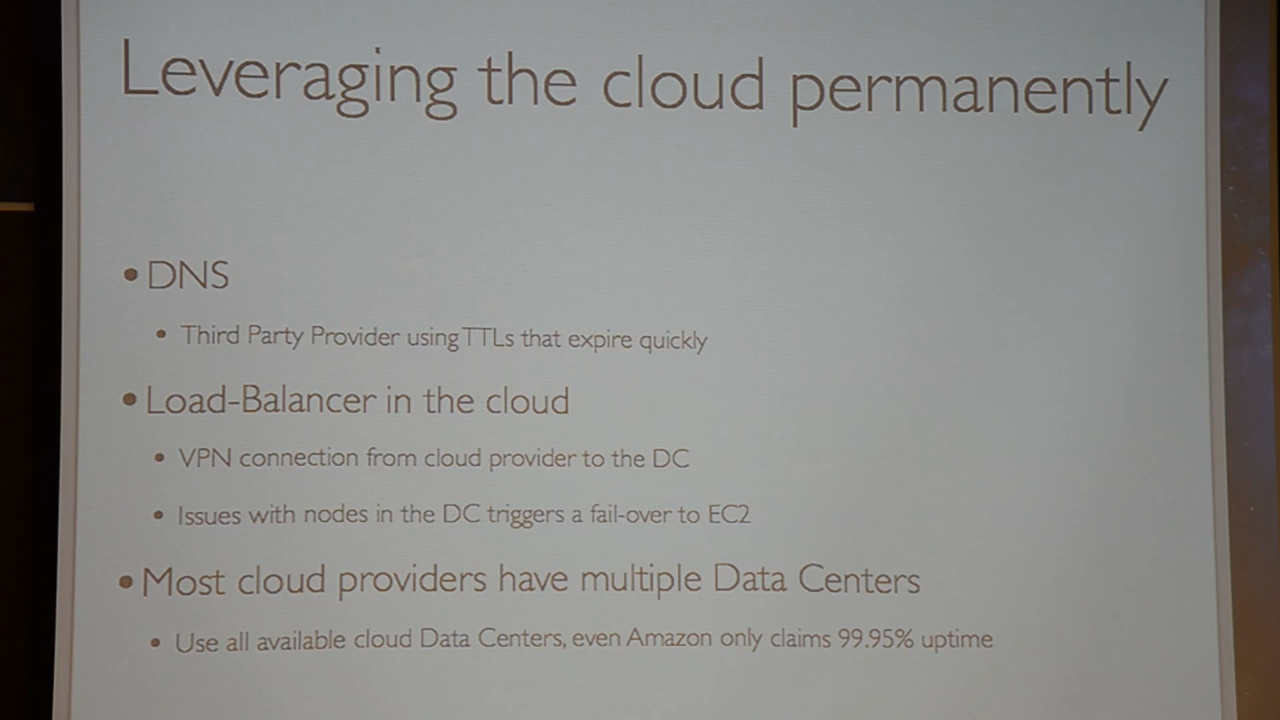 Leveraging the cloud permanently
• DNS
• Third Party Provider using TTLs that expire quickly
• Load-Balancer in the cloud
• VPN connection from cloud provider to the DC
• Issues with nodes in the DC triggers a fail-over to EC2
• Most cloud providers have multiple Data Centers
• Use all available cloud Data Centers, even Amazon only claims 99.95% uptime